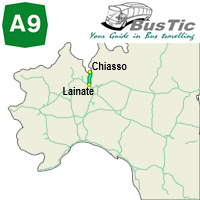 A9
BusTic
Your Guide in Bus travelling
Chiasso
Lainate